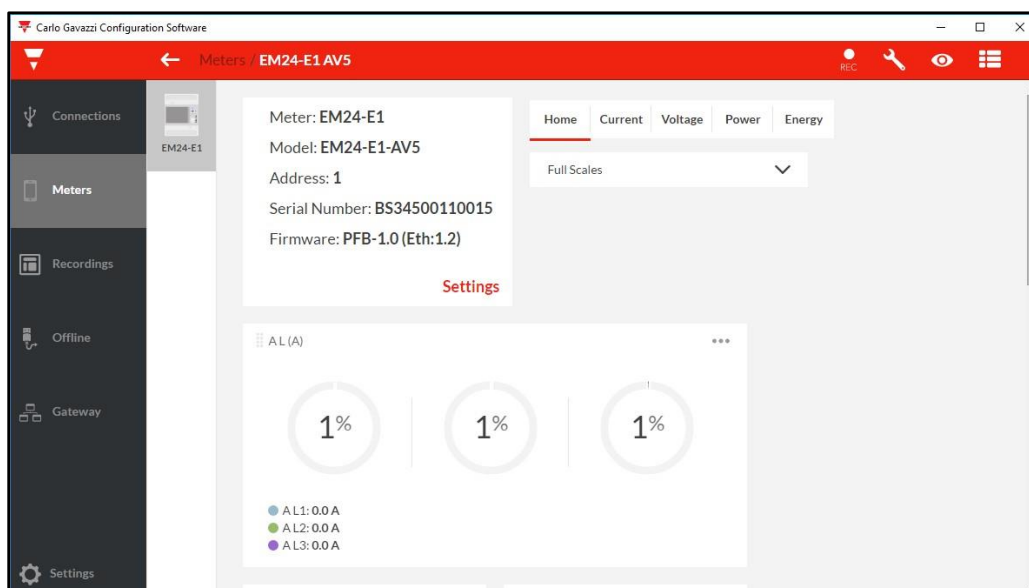 Carlo Gavazzi Configuration Software
Meters / EM24-E1 AV5
REC
Connections
Meters
Recordings
Offline
Gateway
Settings
EM24-E1
Meter: EM24-E1
Model: EM24-E1-AV5
Address: 1
Serial Number: BS34500110015
Firmware: PFB-1.0 (Eth:1.2)
Settings
Home Current Voltage Power Energy
Full Scales
A L (A)
1% 1% 1%
A L1: 0.0 A
A L2: 0.0 A
A L3: 0.0 A